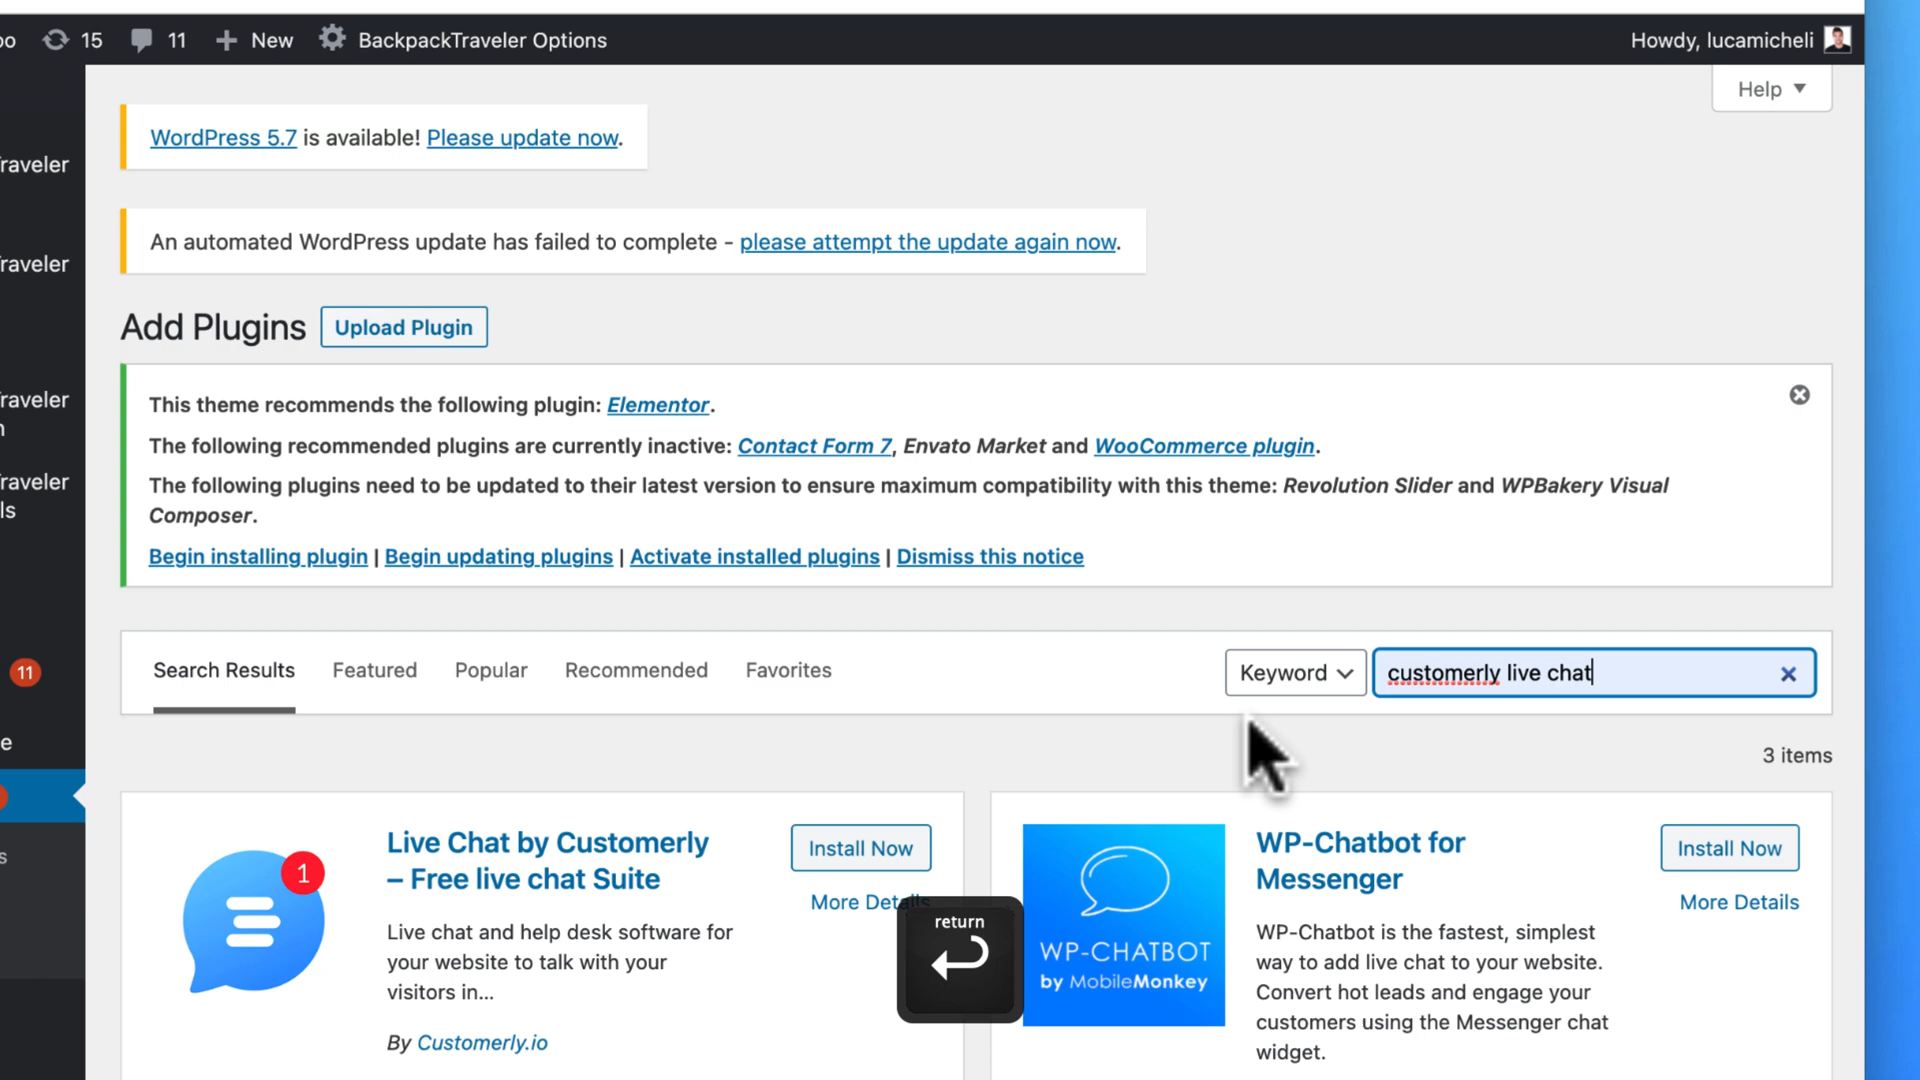 oo 15 11 New BackpackTraveler Options Howdy, lucamicheli
Help
WordPress 5.7 is available! Please update now.
An automated WordPress update has failed to complete - please attempt the update again now.
Add Plugins Upload Plugin
This theme recommends the following plugin: Elementor.
The following recommended plugins are currently inactive: Contact Form 7, Envato Market and WooCommerce plugin.
The following plugins need to be updated to their latest version to ensure maximum compatibility with this theme: Revolution Slider and WPBakery Visual
Composer.
Begin installing plugin | Begin updating plugins | Activate installed plugins | Dismiss this notice
raveler
raveler
raveler
n
raveler
ls
11
e
s
Search Results Featured Popular Recommended Favorites Keyword customerly live chat
3 items
Live Chat by Customerly
– Free live chat Suite
Install Now
More Details
Live chat and help desk software for
your website to talk with your
visitors in...
By Customerly.io
1
return
WP-CHATBOT
by MobileMonkey
WP-Chatbot for
Messenger
Install Now
More Details
WP-Chatbot is the fastest, simplest
way to add live chat to your website.
Convert hot leads and engage your
customers using the Messenger chat
widget.